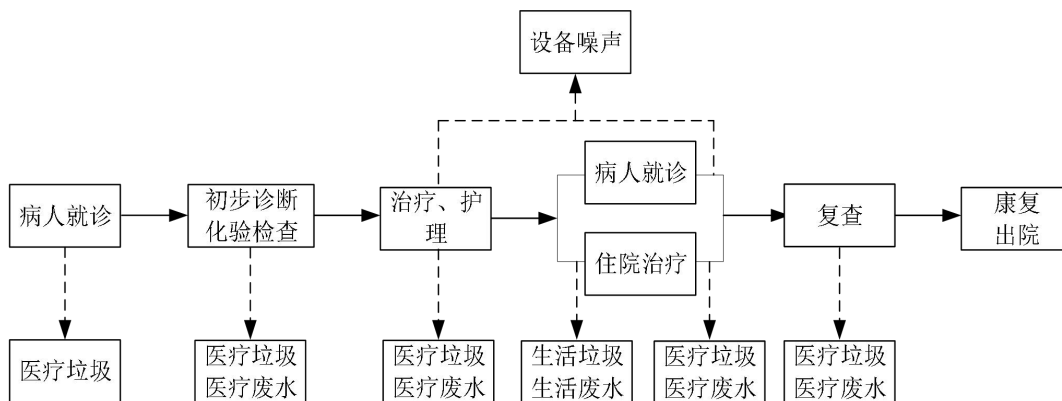 设备噪声
病人就诊
初步诊断
化验检查
治疗、护
理
病人就诊
住院治疗
复查
康复
出院
医疗垃圾
医疗垃圾
医疗废水
医疗垃圾
医疗废水
生活垃圾
生活废水
医疗垃圾
医疗废水
医疗垃圾
医疗废水